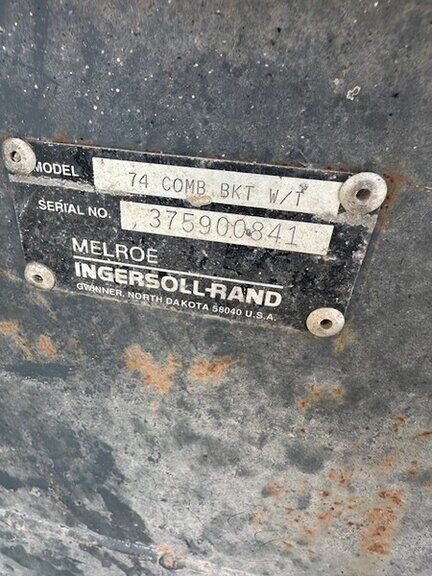 MODEL 74 COMB BKT W/T
SERIAL NO. 375900841
MELROE
INGERSOLL-RAND
GWINNER, NORTH DAKOTA 58040 U.S.A.